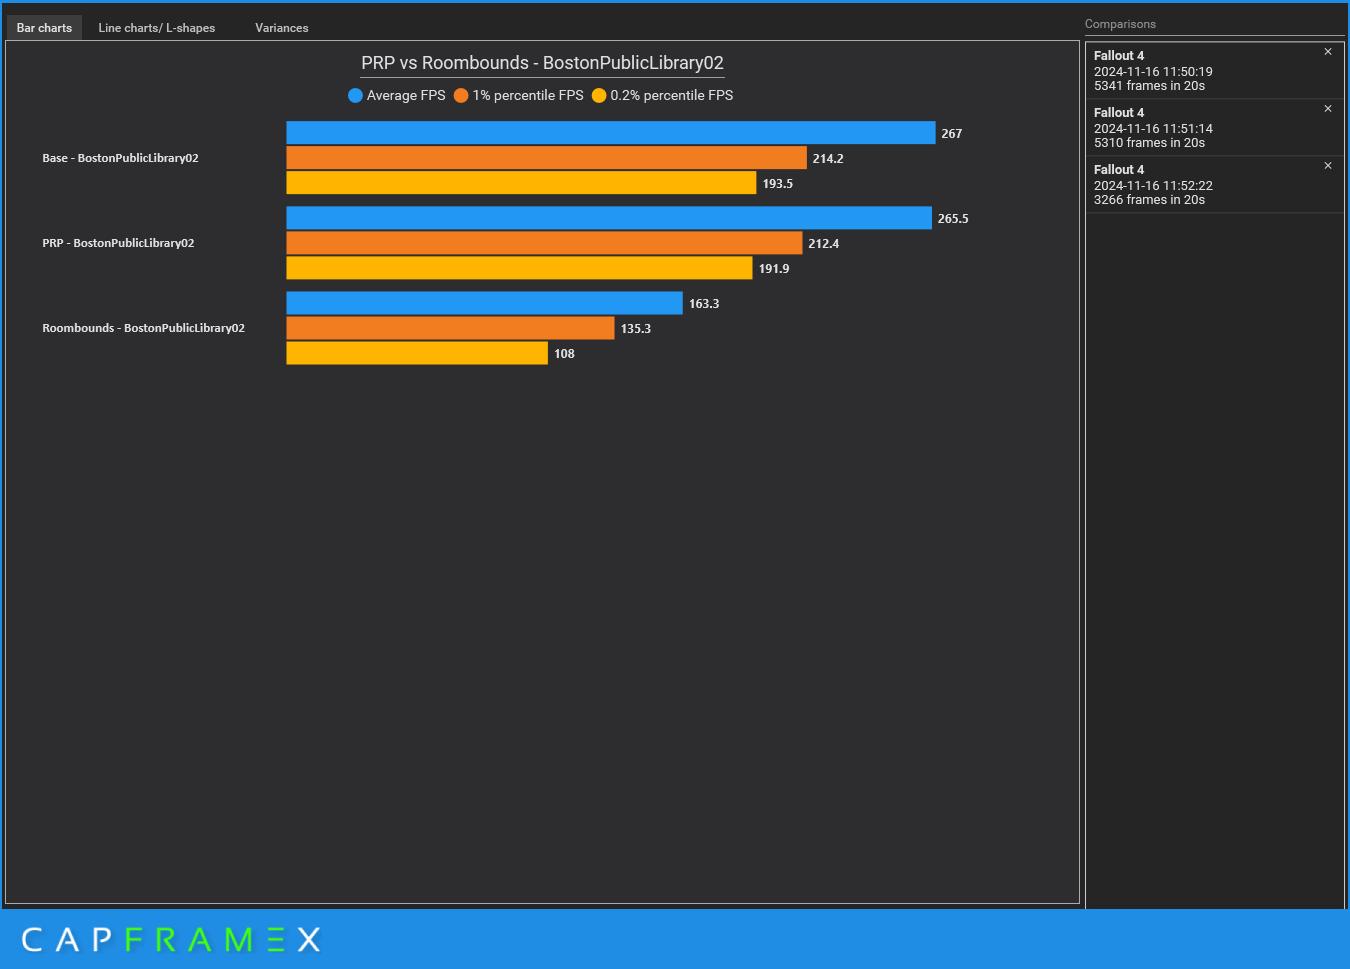 Bar charts Line charts/ L-shapes Variances
Comparisons
PRP vs Roombounds - BostonPublicLibrary02
Average FPS 1% percentile FPS 0.2% percentile FPS
Base - BostonPublicLibrary02
267
214.2
193.5
PRP - BostonPublicLibrary02
265.5
212.4
191.9
Roombounds - BostonPublicLibrary02
163.3
135.3
108
Fallout 4
2024-11-16 11:50:19
5341 frames in 20s
Fallout 4
2024-11-16 11:51:14
5310 frames in 20s
Fallout 4
2024-11-16 11:52:22
3266 frames in 20s
CAPFRAMEX